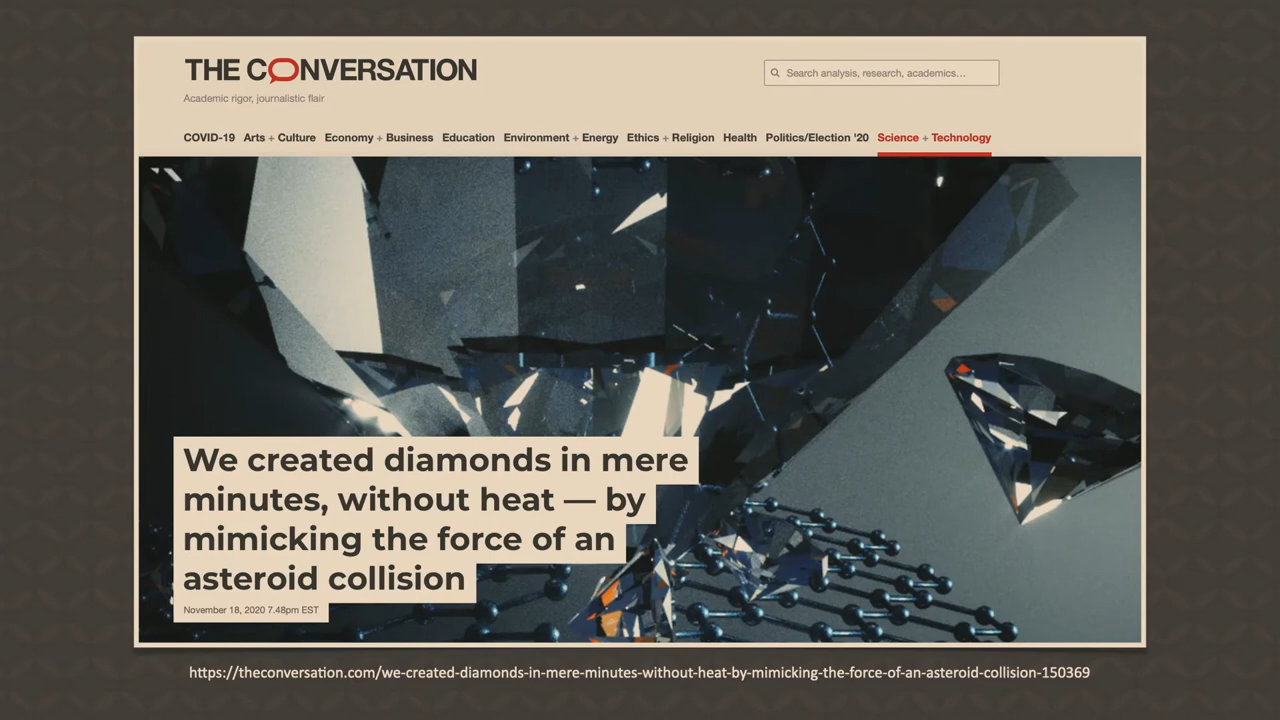 THE CONVERSATION
Search analysis, research, academics...
Academic rigor, journalistic flair
COVID-19 Arts + Culture Economy + Business Education Environment + Energy Ethics + Religion Health Politics/Election '20 Science + Technology
We created diamonds in mere
minutes, without heat — by
mimicking the force of an
asteroid collision
November 18, 2020 7.48pm EST
https://theconversation.com/we-created-diamonds-in-mere-minutes-without-heat-by-mimicking-the-force-of-an-asteroid-collision-150369